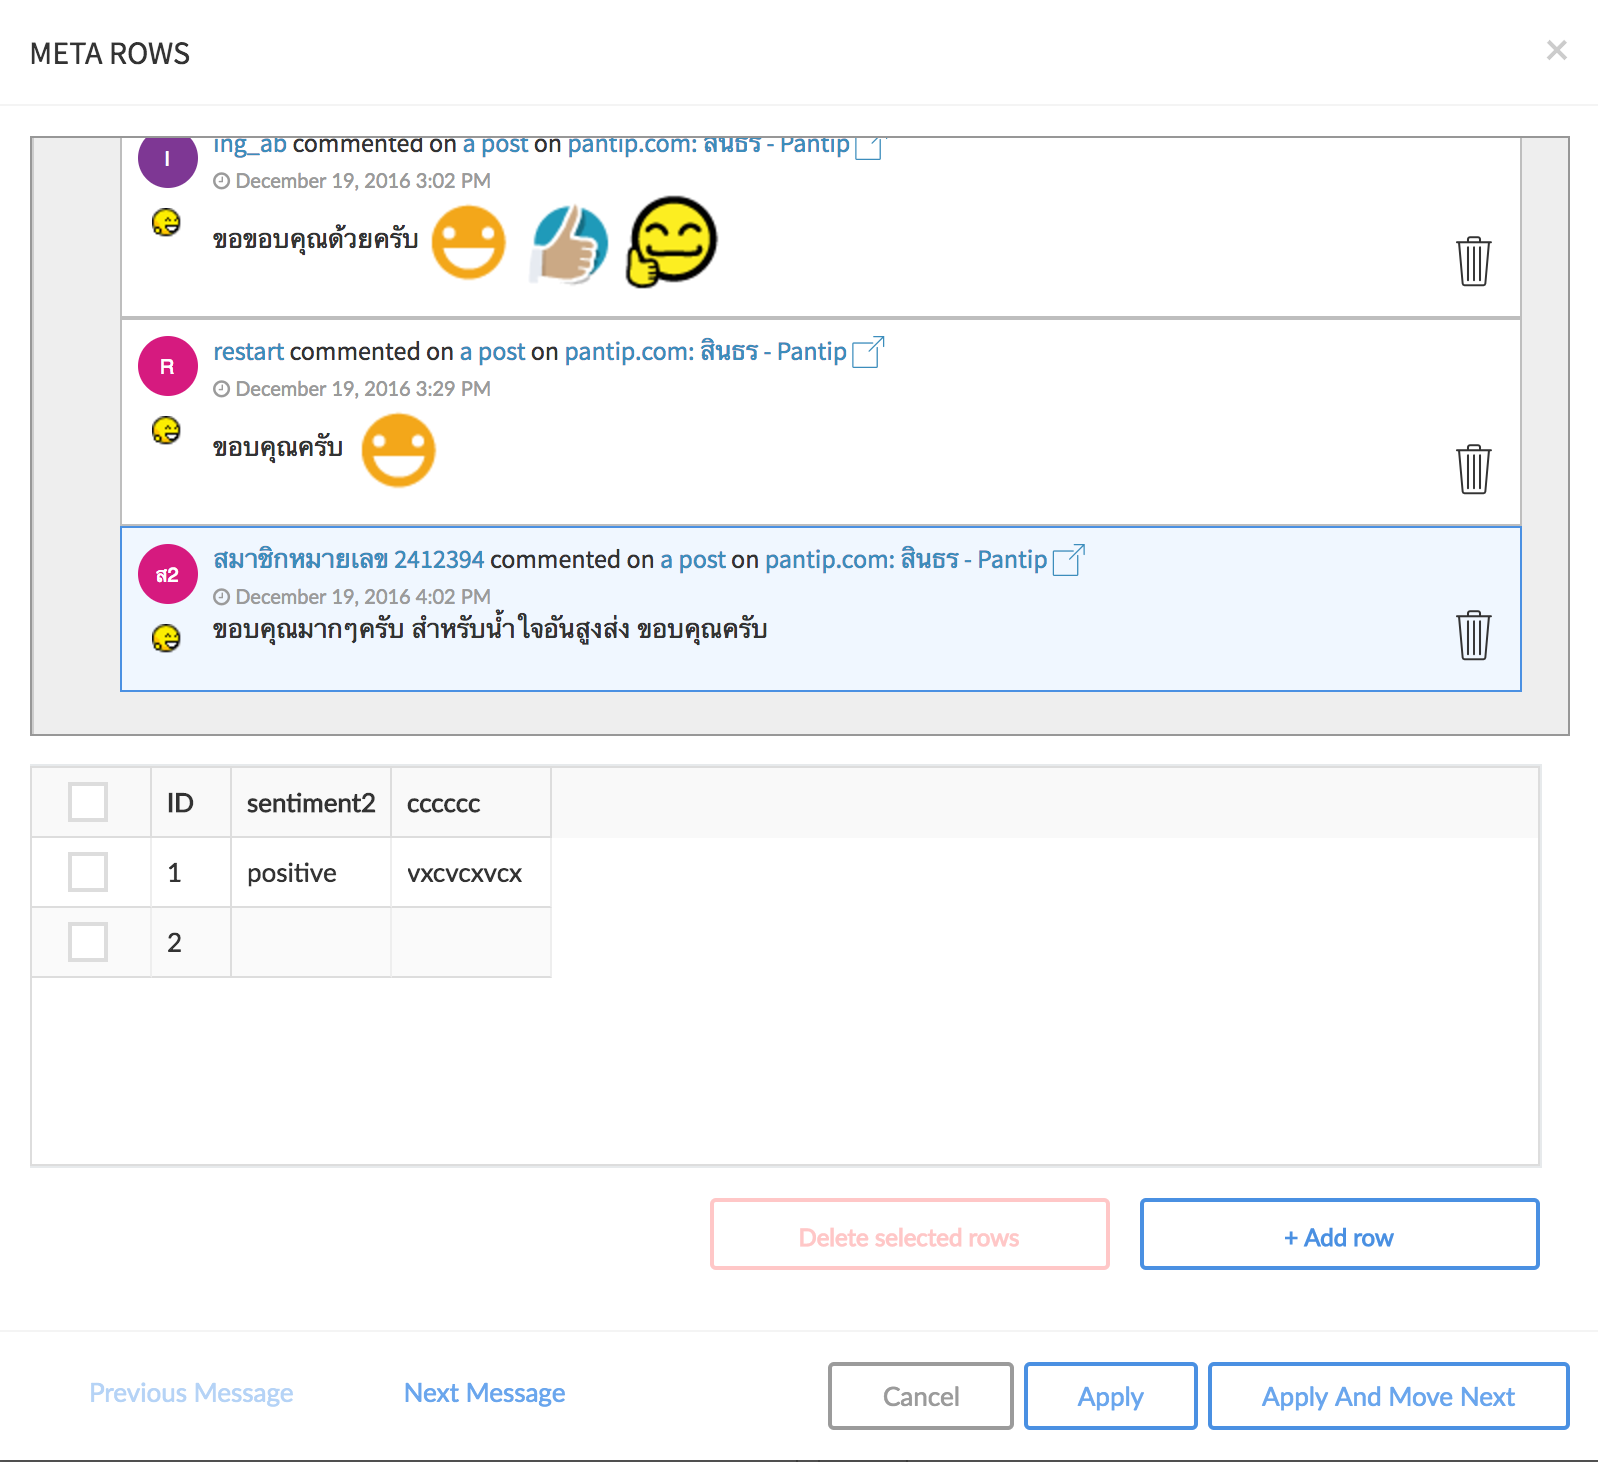 META ROWS
I
ing_ab commented on a post on pantip.com: สินธร - Pantip
December 19, 2016 3:02 PM
ขอขอบคุณด้วยครับ
R
restart commented on a post on pantip.com: สินธร - Pantip
December 19, 2016 3:29 PM
ขอบคุณครับ
ส2
สมาชิกหมายเลข 2412394 commented on a post on pantip.com: สินธร - Pantip
December 19, 2016 4:02 PM
ขอบคุณมากๆครับ สำหรับน้ำใจอันสูงส่ง ขอบคุณครับ
ID sentiment2 cccccc
1 positive vxcvcxvcx
2
Delete selected rows + Add row
Previous Message Next Message Cancel Apply Apply And Move Next